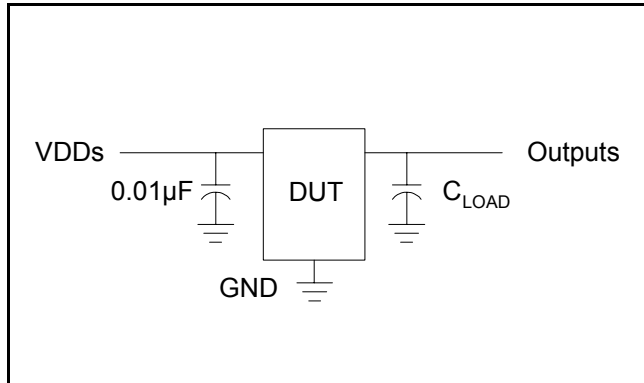 VDDs
Outputs
0.01µF
DUT
CLOAD
GND